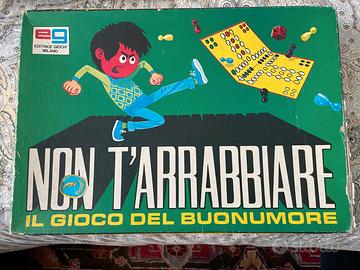 eg
EDITRICE GIOCHI
MILANO
NON T'ARRABBIARE
IL GIOCO DEL BUONUMORE